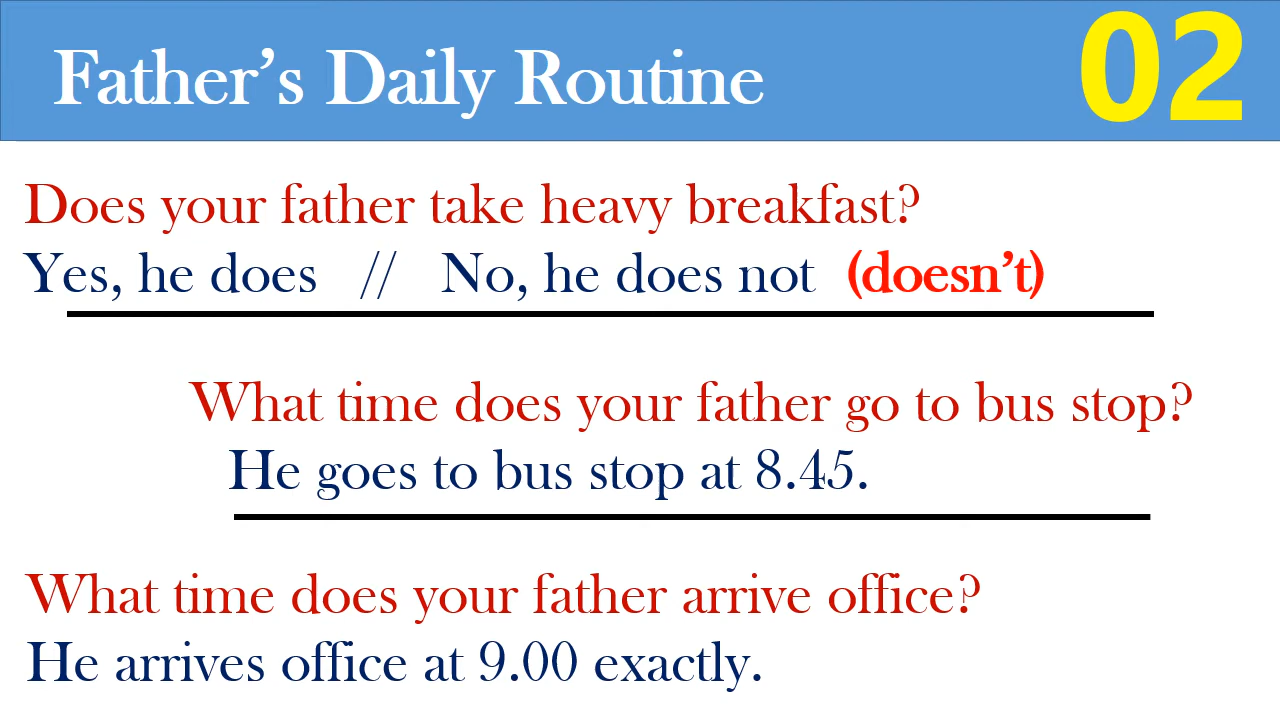 Father’s Daily Routine
02
Does your father take heavy breakfast?
Yes, he does // No, he does not (doesn’t)
What time does your father go to bus stop?
He goes to bus stop at 8.45.
What time does your father arrive office?
He arrives office at 9.00 exactly.